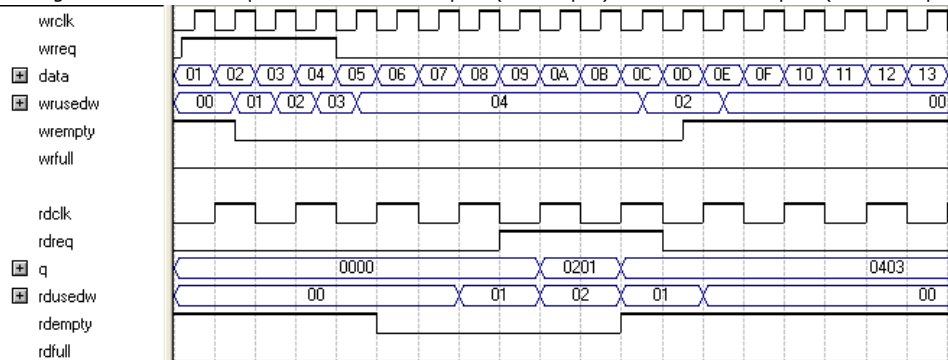 wrclk
wrreq
data 01 02 03 04 05 06 07 08 09 0A 0B 0C 0D 0E 0F 10 11 12 13
wrusedw 00 01 02 03 04 02 00
wrempty
wrfull
rdclk
rdreq
q 0000 0201 0403
rdusedw 00 01 02 01 00
rdempty
rdfull